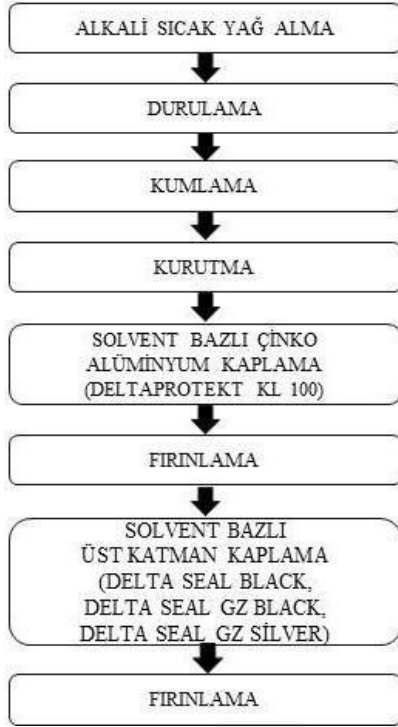 ALKALİ SICAK YAĞ ALMA
DURULAMA
KUMLAMA
KURUTMA
SOLVENT BAZLI ÇİNKO
ALÜMİNYUM KAPLAMA
(DELTAPROTEKT KL 100)
FIRINLAMA
SOLVENT BAZLI
ÜST KATMAN KAPLAMA
(DELTA SEAL BLACK,
DELTA SEAL GZ BLACK,
DELTA SEAL GZ SİLVER)
FIRINLAMA